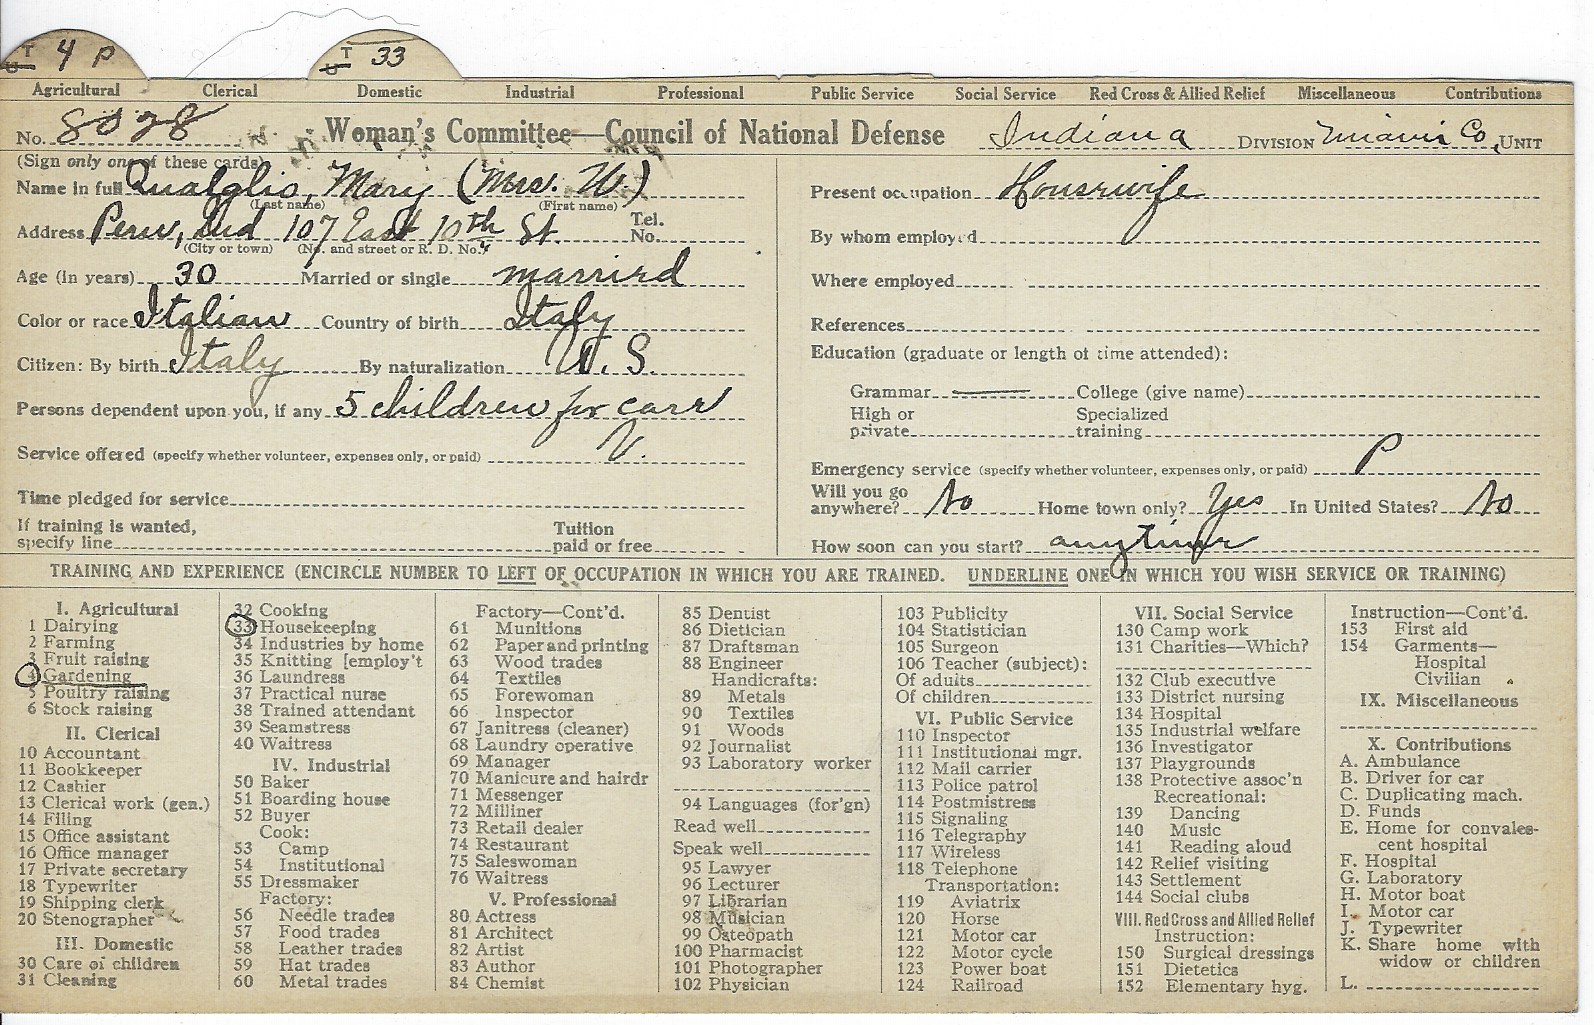 T 4 P T 33
Agricultural Clerical Domestic Industrial Professional Public Service Social Service Red Cross & Allied Relief Miscellaneous Contributions
No. 8028 Woman's Committee—Council of National Defense Indiana DIVISION Miami Co. UNIT
(Sign only one of these cards)
Name in full Qualglio, Mary (Mrs. W.)
(Last name) (First name)
Address Peru, Ind 107 East 10th St. Tel. No.
(City or town) (No. and street or R. D. No.)
Age (in years) 30 Married or single married
Color or race Italian Country of birth Italy
Citizen: By birth Italy By naturalization U. S.
Persons dependent upon you, if any 5 children for care
Service offered (specify whether volunteer, expenses only, or paid) V.
Time pledged for service
If training is wanted, specify line Tuition paid or free
Present occupation Housewife
By whom employed
Where employed
References
Education (graduate or length of time attended):
Grammar College (give name)
High or private Specialized training
Emergency service (specify whether volunteer, expenses only, or paid) P
Will you go anywhere? No Home town only? Yes In United States? No
How soon can you start? anytime
TRAINING AND EXPERIENCE (ENCIRCLE NUMBER TO LEFT OF OCCUPATION IN WHICH YOU ARE TRAINED. UNDERLINE ONE IN WHICH YOU WISH SERVICE OR TRAINING)
I. Agricultural
1 Dairying
2 Farming
3 Fruit raising
4 Gardening
5 Poultry raising
6 Stock raising
II. Clerical
10 Accountant
11 Bookkeeper
12 Cashier
13 Clerical work (gen.)
14 Filing
15 Office assistant
16 Office manager
17 Private secretary
18 Typewriter
19 Shipping clerk
20 Stenographer
III. Domestic
30 Care of children
31 Cleaning
32 Cooking
33 Housekeeping
34 Industries by home
35 Knitting [employ't
36 Laundress
37 Practical nurse
38 Trained attendant
39 Seamstress
40 Waitress
IV. Industrial
50 Baker
51 Boarding house
52 Buyer
Cook:
53 Camp
54 Institutional
55 Dressmaker
Factory:
56 Needle trades
57 Food trades
58 Leather trades
59 Hat trades
60 Metal trades
Factory—Cont'd.
61 Munitions
62 Paper and printing
63 Wood trades
64 Textiles
65 Forewoman
66 Inspector
67 Janitress (cleaner)
68 Laundry operative
69 Manager
70 Manicure and hairdr
71 Messenger
72 Milliner
73 Retail dealer
74 Restaurant
75 Saleswoman
76 Waitress
V. Professional
80 Actress
81 Architect
82 Artist
83 Author
84 Chemist
85 Dentist
86 Dietician
87 Draftsman
88 Engineer
Handicrafts:
89 Metals
90 Textiles
91 Woods
92 Journalist
93 Laboratory worker
94 Languages (for'gn)
Read well
Speak well
95 Lawyer
96 Lecturer
97 Librarian
98 Musician
99 Osteopath
100 Pharmacist
101 Photographer
102 Physician
103 Publicity
104 Statistician
105 Surgeon
106 Teacher (subject):
Of adults
Of children
VI. Public Service
110 Inspector
111 Institutional mgr.
112 Mail carrier
113 Police patrol
114 Postmistress
115 Signaling
116 Telegraphy
117 Wireless
118 Telephone
Transportation:
119 Aviatrix
120 Horse
121 Motor car
122 Motor cycle
123 Power boat
124 Railroad
VII. Social Service
130 Camp work
131 Charities—Which?
132 Club executive
133 District nursing
134 Hospital
135 Industrial welfare
136 Investigator
137 Playgrounds
138 Protective assoc'n
Recreational:
139 Dancing
140 Music
141 Reading aloud
142 Relief visiting
143 Settlement
144 Social clubs
VIII. Red Cross and Allied Relief
Instruction:
150 Surgical dressings
151 Dietetics
152 Elementary hyg.
Instruction—Cont'd.
153 First aid
154 Garments—
Hospital
Civilian
IX. Miscellaneous
X. Contributions
A. Ambulance
B. Driver for car
C. Duplicating mach.
D. Funds
E. Home for convales-
cent hospital
F. Hospital
G. Laboratory
H. Motor boat
I. Motor car
J. Typewriter
K. Share home with
widow or children
L.